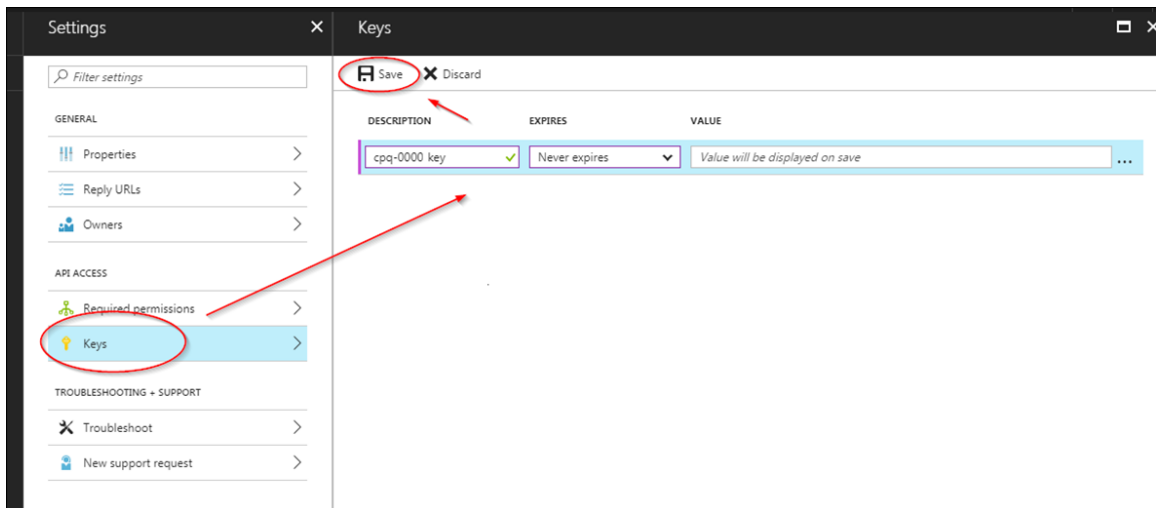 Settings
Filter settings
GENERAL
Properties
Reply URLs
Owners
API ACCESS
Required permissions
Keys
TROUBLESHOOTING + SUPPORT
Troubleshoot
New support request
Keys
Save Discard
DESCRIPTION EXPIRES VALUE
cpq-0000 key Never expires Value will be displayed on save